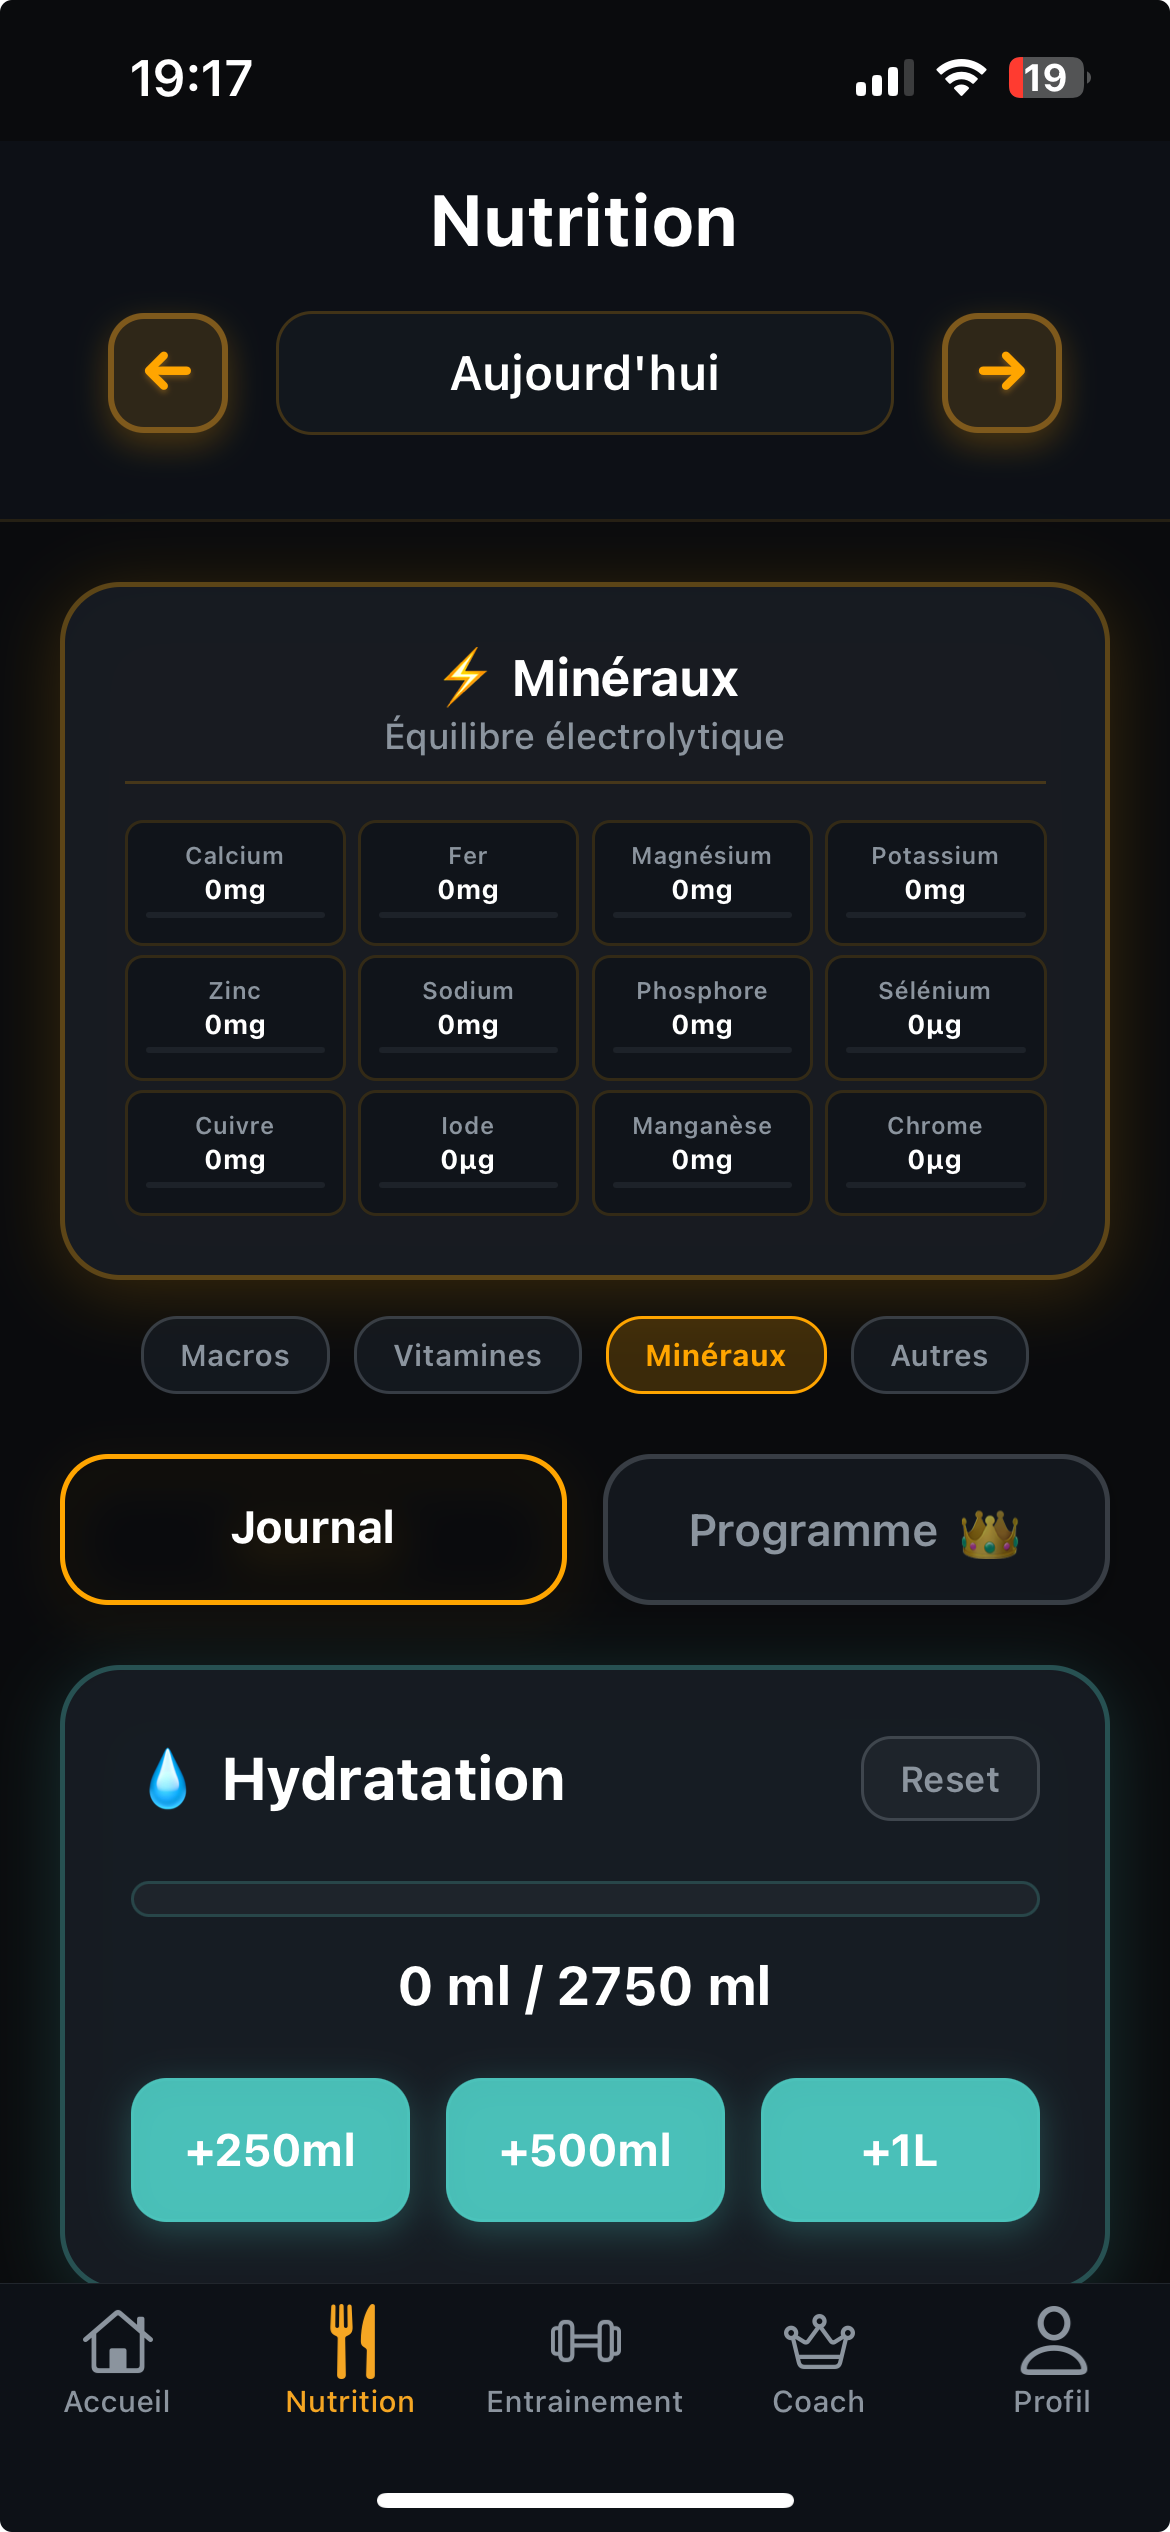 19:17
19
Nutrition
Aujourd'hui
⚡ Minéraux
Équilibre électrolytique
Calcium Fer Magnésium Potassium
0mg 0mg 0mg 0mg
Zinc Sodium Phosphore Sélénium
0mg 0mg 0mg 0µg
Cuivre Iode Manganèse Chrome
0mg 0µg 0mg 0µg
Macros Vitamines Minéraux Autres
Journal Programme 👑
💧 Hydratation Reset
0 ml / 2750 ml
+250ml +500ml +1L
Accueil Nutrition Entrainement Coach Profil